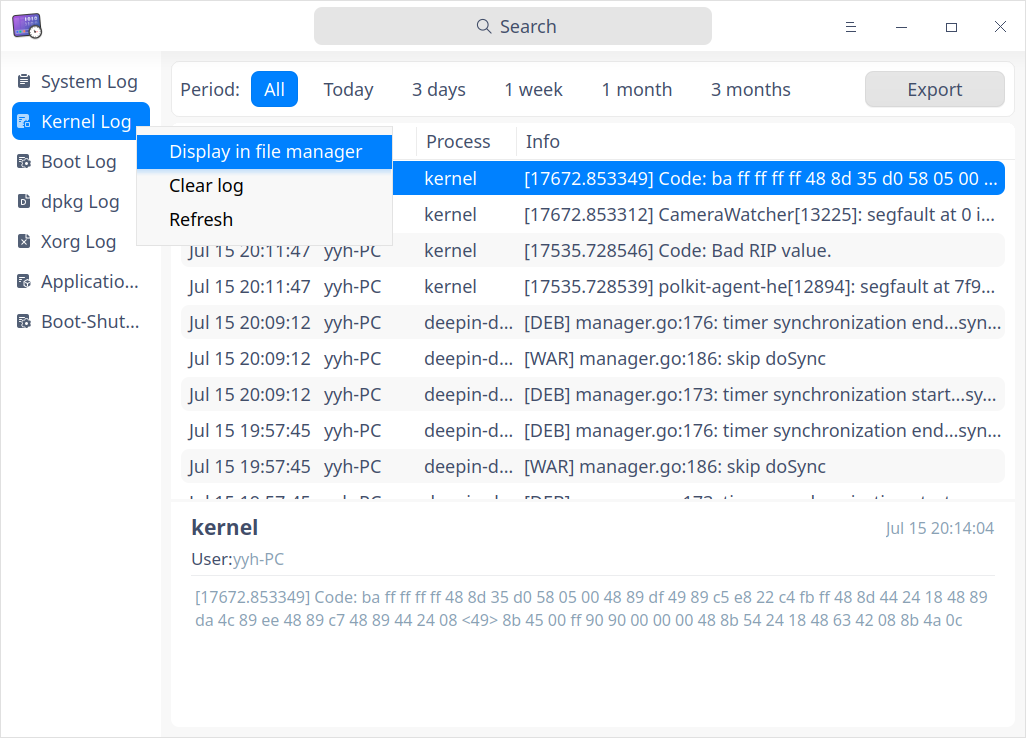 Search
System Log
Kernel Log
Boot Log
dpkg Log
Xorg Log
Applicatio...
Boot-Shut...
Period: All Today 3 days 1 week 1 month 3 months Export
Display in file manager
Clear log
Refresh
Process Info
kernel [17672.853349] Code: ba ff ff ff ff 48 8d 35 d0 58 05 00 ...
kernel [17672.853312] CameraWatcher[13225]: segfault at 0 i...
Jul 15 20:11:47 yyh-PC kernel [17535.728546] Code: Bad RIP value.
Jul 15 20:11:47 yyh-PC kernel [17535.728539] polkit-agent-he[12894]: segfault at 7f9...
Jul 15 20:09:12 yyh-PC deepin-d... [DEB] manager.go:176: timer synchronization end...syn...
Jul 15 20:09:12 yyh-PC deepin-d... [WAR] manager.go:186: skip doSync
Jul 15 20:09:12 yyh-PC deepin-d... [DEB] manager.go:173: timer synchronization start...sy...
Jul 15 19:57:45 yyh-PC deepin-d... [DEB] manager.go:176: timer synchronization end...syn...
Jul 15 19:57:45 yyh-PC deepin-d... [WAR] manager.go:186: skip doSync
kernel Jul 15 20:14:04
User:yyh-PC
[17672.853349] Code: ba ff ff ff ff 48 8d 35 d0 58 05 00 48 89 df 49 89 c5 e8 22 c4 fb ff 48 8d 44 24 18 48 89
da 4c 89 ee 48 89 c7 48 89 44 24 08 <49> 8b 45 00 ff 90 90 00 00 00 48 8b 54 24 18 48 63 42 08 8b 4a 0c